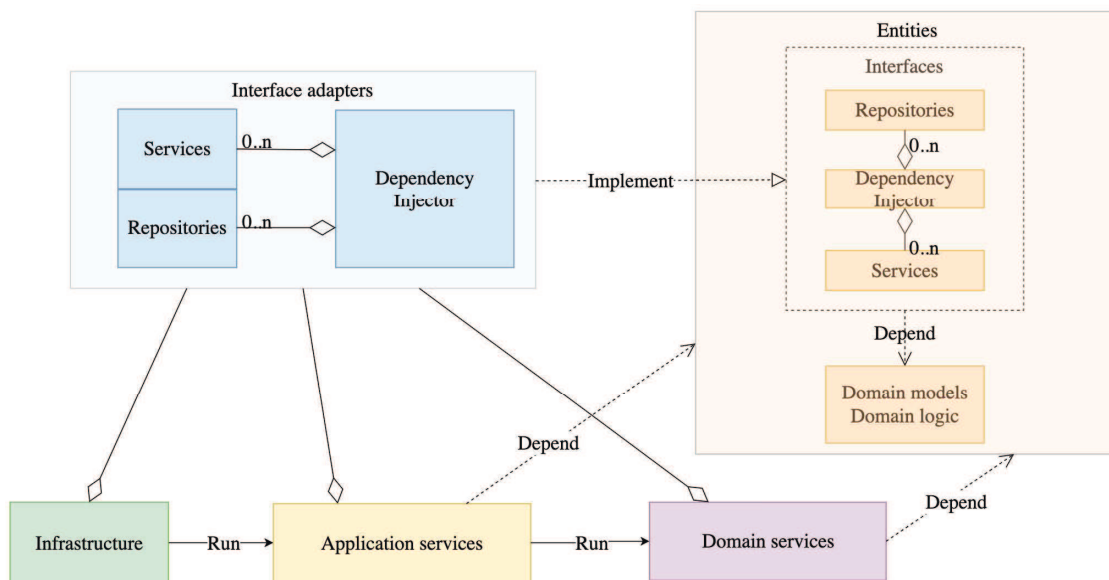 Entities
Interfaces
Repositories
0..n
Dependency
Injector
0..n
Services
Depend
Domain models
Domain logic
Interface adapters
Services
0..n
Repositories
0..n
Dependency
Injector
Implement
Depend
Depend
Infrastructure
Run
Application services
Run
Domain services